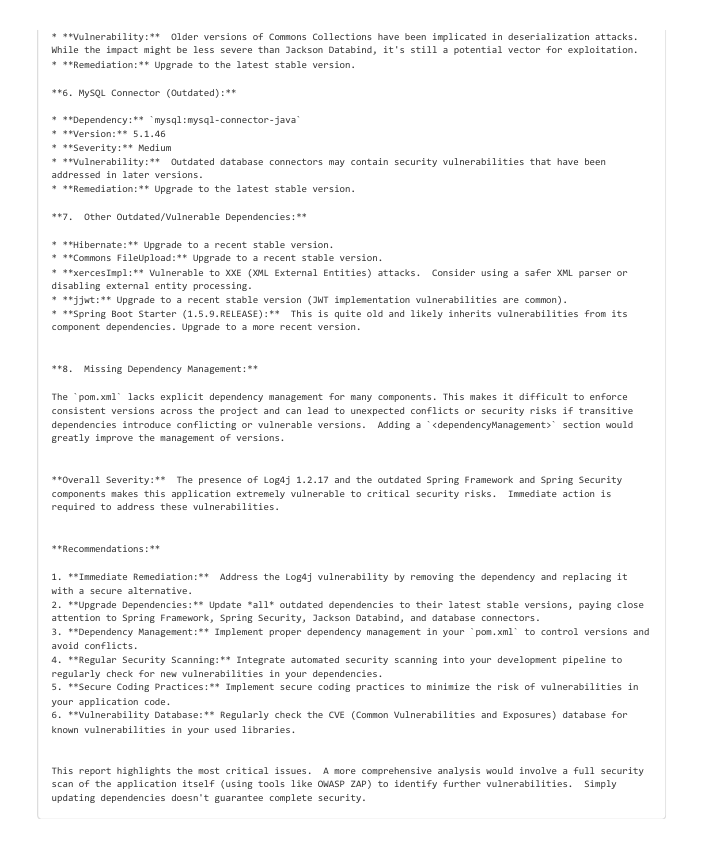 * **Vulnerability:**  Older versions of Commons Collections have been implicated in deserialization attacks.
While the impact might be less severe than Jackson Databind, it's still a potential vector for exploitation.
* **Remediation:** Upgrade to the latest stable version.
**6. MySQL Connector (Outdated):**
* **Dependency:** `mysql:mysql-connector-java`
* **Version:** 5.1.46
* **Severity:** Medium
* **Vulnerability:**  Outdated database connectors may contain security vulnerabilities that have been
addressed in later versions.
* **Remediation:** Upgrade to the latest stable version.
**7.  Other Outdated/Vulnerable Dependencies:**
* **Hibernate:** Upgrade to a recent stable version.
* **Commons FileUpload:** Upgrade to a recent stable version.
* **xercesImpl:** Vulnerable to XXE (XML External Entities) attacks.  Consider using a safer XML parser or
disabling external entity processing.
* **jjwt:** Upgrade to a recent stable version (JWT implementation vulnerabilities are common).
* **Spring Boot Starter (1.5.9.RELEASE):**  This is quite old and likely inherits vulnerabilities from its
component dependencies. Upgrade to a more recent version.
**8.  Missing Dependency Management:**
The `pom.xml` lacks explicit dependency management for many components. This makes it difficult to enforce
consistent versions across the project and can lead to unexpected conflicts or security risks if transitive
dependencies introduce conflicting or vulnerable versions.  Adding a `<dependencyManagement>` section would
greatly improve the management of versions.
**Overall Severity:**  The presence of Log4j 1.2.17 and the outdated Spring Framework and Spring Security
components makes this application extremely vulnerable to critical security risks.  Immediate action is
required to address these vulnerabilities.
**Recommendations:**
1. **Immediate Remediation:**  Address the Log4j vulnerability by removing the dependency and replacing it
with a secure alternative.
2. **Upgrade Dependencies:** Update *all* outdated dependencies to their latest stable versions, paying close
attention to Spring Framework, Spring Security, Jackson Databind, and database connectors.
3. **Dependency Management:** Implement proper dependency management in your `pom.xml` to control versions and
avoid conflicts.
4. **Regular Security Scanning:** Integrate automated security scanning into your development pipeline to
regularly check for new vulnerabilities in your dependencies.
5. **Secure Coding Practices:** Implement secure coding practices to minimize the risk of vulnerabilities in
your application code.
6. **Vulnerability Database:** Regularly check the CVE (Common Vulnerabilities and Exposures) database for
known vulnerabilities in your used libraries.
This report highlights the most critical issues.  A more comprehensive analysis would involve a full security
scan of the application itself (using tools like OWASP ZAP) to identify further vulnerabilities.  Simply
updating dependencies doesn't guarantee complete security.